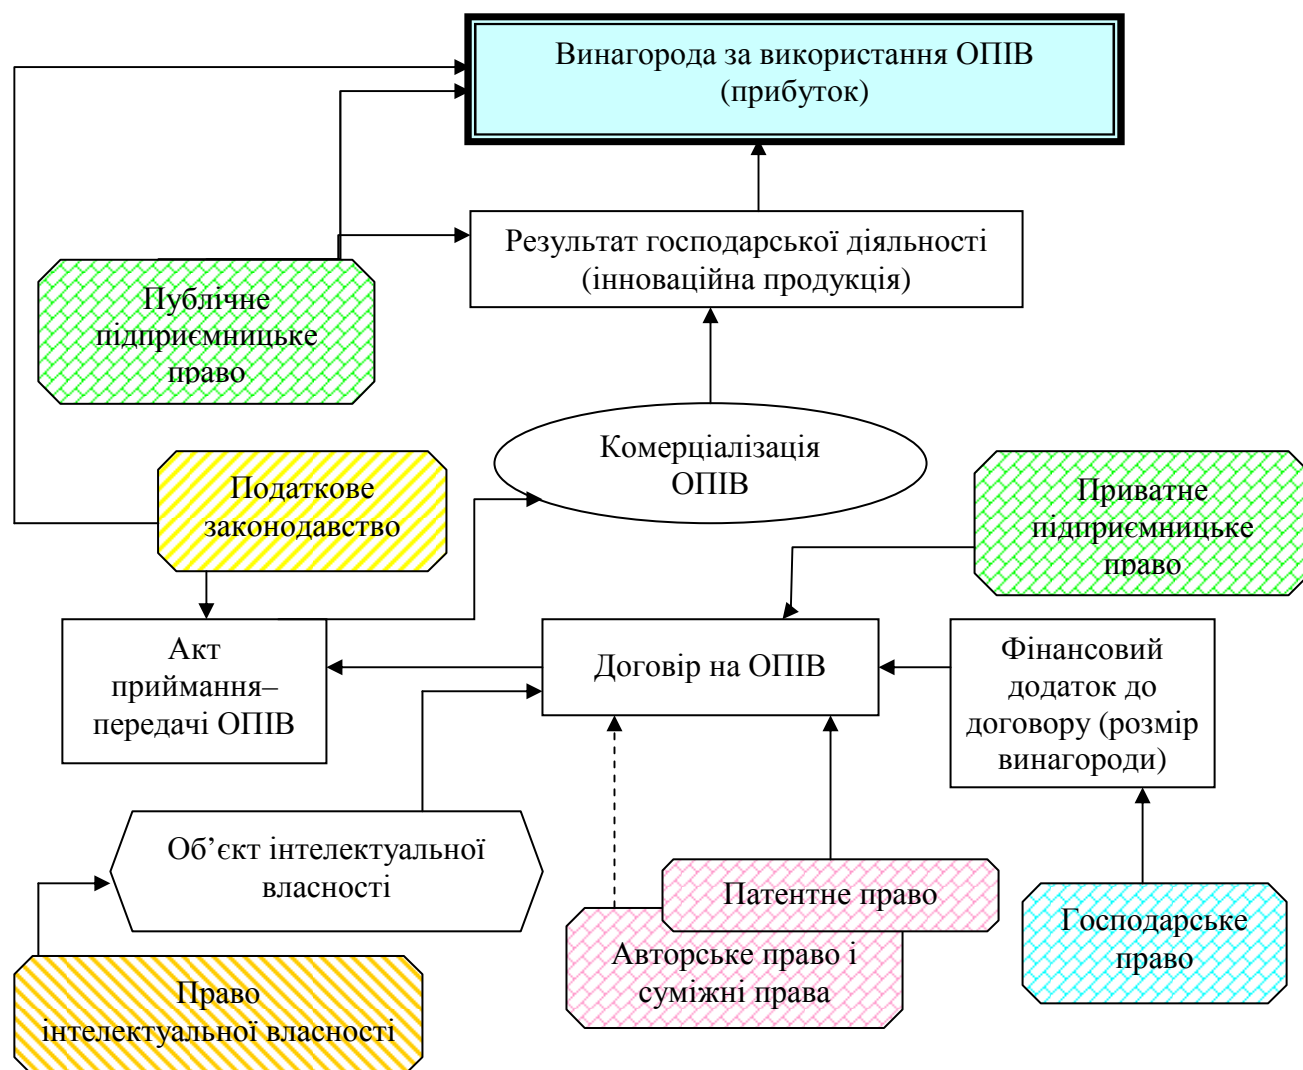 Винагорода за використання ОПІВ
(прибуток)
Результат господарської діяльності
(інноваційна продукція)
Публічне
підприємницьке
право
Комерціалізація
ОПІВ
Податкове
законодавство
Приватне
підприємницьке
право
Акт
приймання–
передачі ОПІВ
Договір на ОПІВ
Фінансовий
додаток до
договору (розмір
винагороди)
Об’єкт інтелектуальної
власності
Патентне право
Авторське право і
суміжні права
Господарське
право
Право
інтелектуальної власності